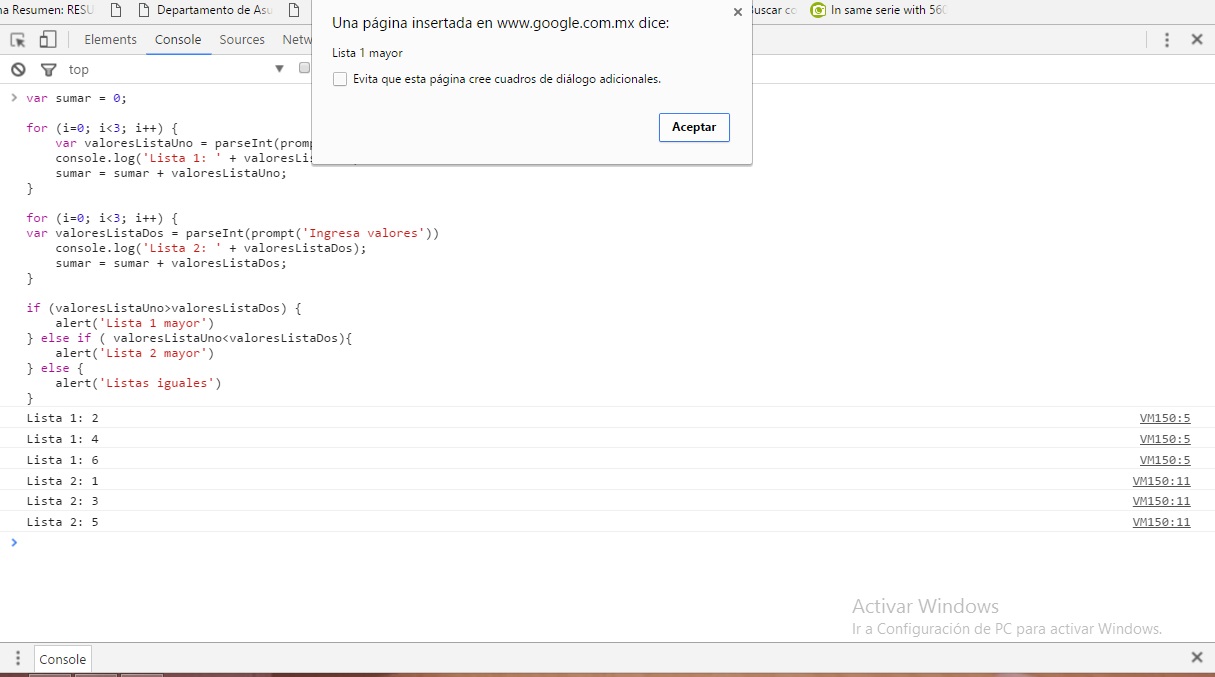 na Resumen: RESU
Departamento de Asu
Buscar co
In same serie with 560
Una página insertada en www.google.com.mx dice:
Lista 1 mayor
Evita que esta página cree cuadros de diálogo adicionales.
Aceptar
Elements Console Sources Netw
top
var sumar = 0;
for (i=0; i<3; i++) {
var valoresListaUno = parseInt(promp
console.log('Lista 1: ' + valoresLis
sumar = sumar + valoresListaUno;
}
for (i=0; i<3; i++) {
var valoresListaDos = parseInt(prompt('Ingresa valores'))
console.log('Lista 2: ' + valoresListaDos);
sumar = sumar + valoresListaDos;
}
if (valoresListaUno>valoresListaDos) {
alert('Lista 1 mayor')
} else if ( valoresListaUno<valoresListaDos){
alert('Lista 2 mayor')
} else {
alert('Listas iguales')
}
Lista 1: 2 VM150:5
Lista 1: 4 VM150:5
Lista 1: 6 VM150:5
Lista 2: 1 VM150:11
Lista 2: 3 VM150:11
Lista 2: 5 VM150:11
Activar Windows
Ir a Configuración de PC para activar Windows.
Console